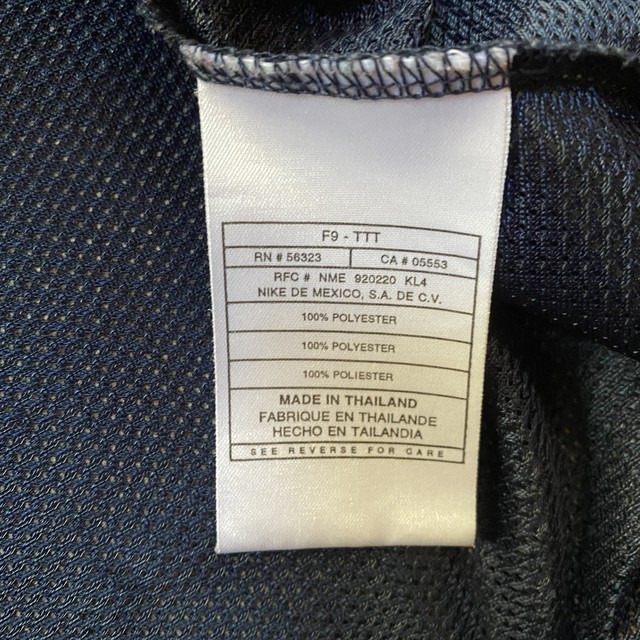 F9 - TTT
RN # 56323 CA # 05553
RFC # NME 920220 KL4
NIKE DE MEXICO, S.A. DE C.V.
100% POLYESTER
100% POLYESTER
100% POLIESTER
MADE IN THAILAND
FABRIQUE EN THAILANDE
HECHO EN TAILANDIA
SEE REVERSE FOR CARE